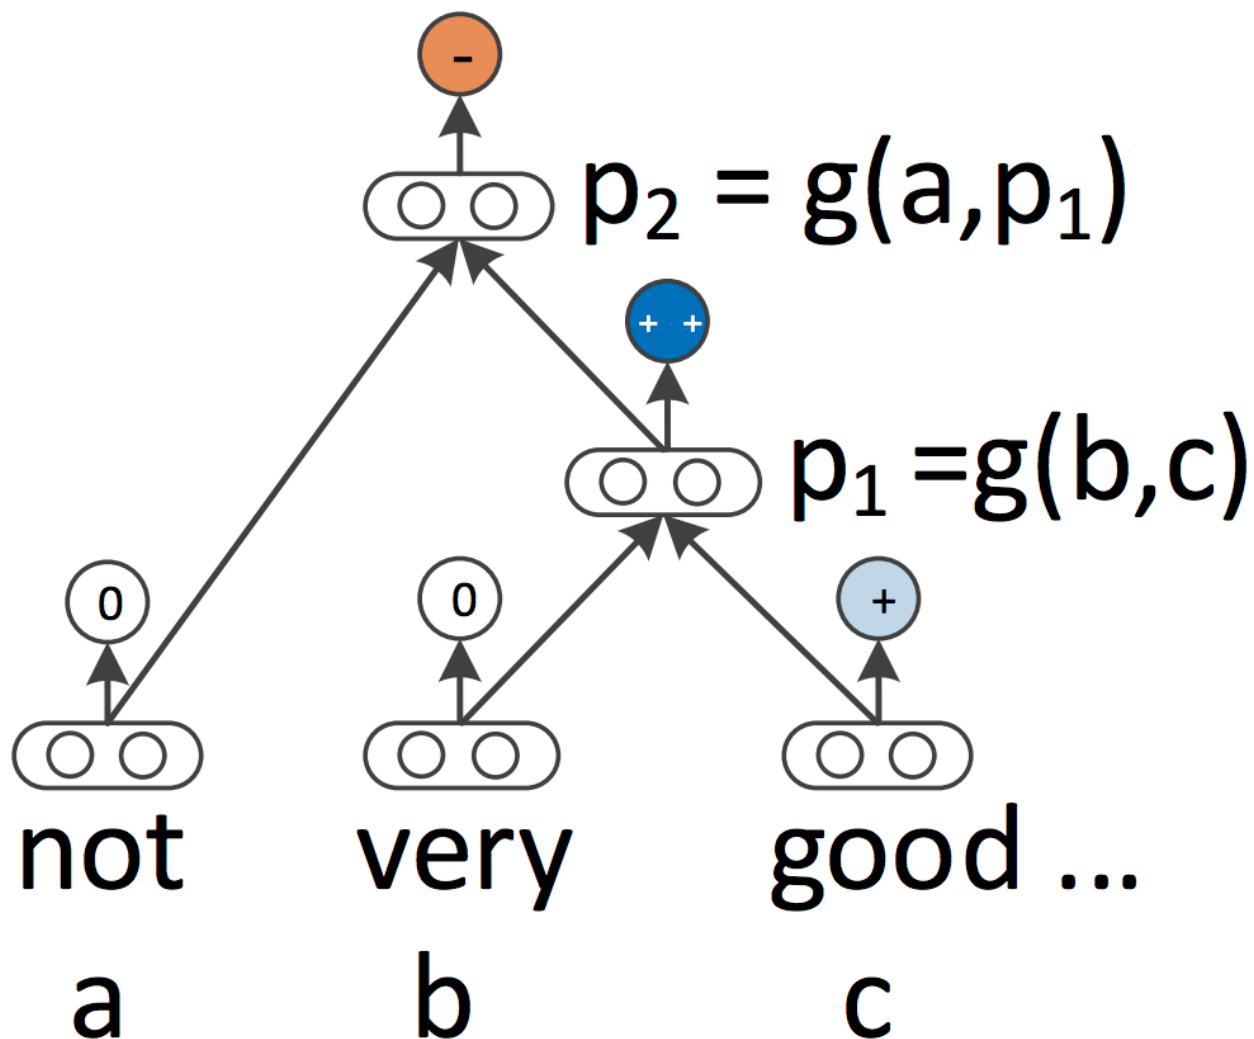 -
p₂ = g(a,p₁)
+ +
p₁ =g(b,c)
0 0 +
not very good ...
a b c